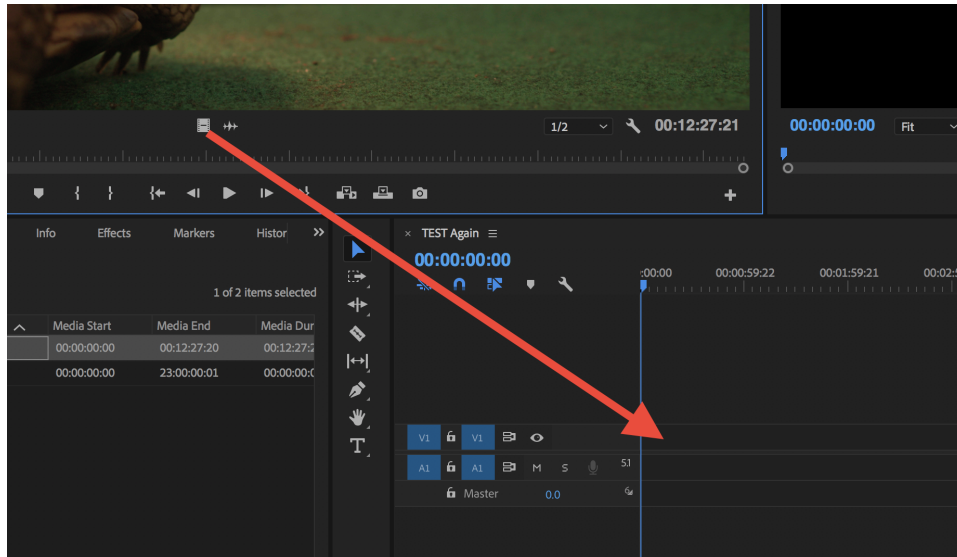 1/2 00:12:27:21 00:00:00:00 Fit
Info Effects Markers Histor
× TEST Again
00:00:00:00
:00:00 00:00:59:22 00:01:59:21 00:02:5
1 of 2 items selected
Media Start Media End Media Dur
00:00:00:00 00:12:27:20 00:12:27:2
00:00:00:00 23:00:00:01 00:00:00:0
T
V1 V1
A1 A1 M S 5.1
Master 0.0